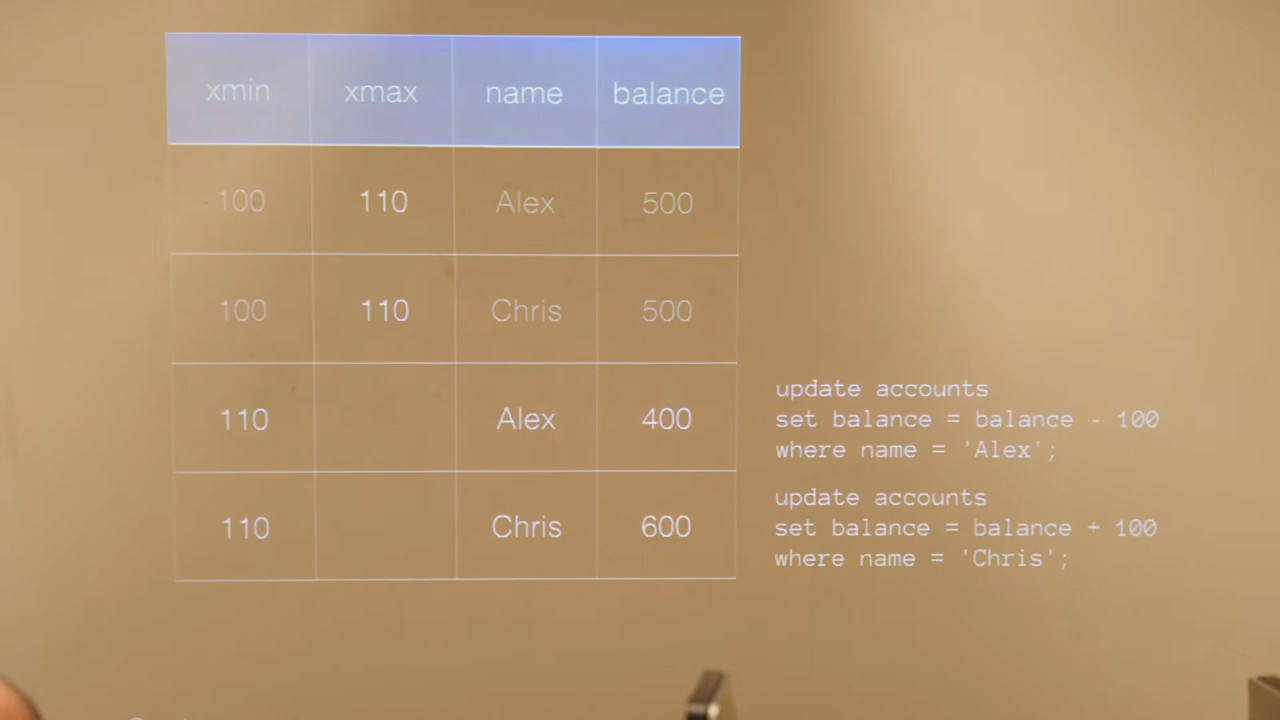 xmin xmax name balance
100 110 Alex 500
100 110 Chris 500
110 Alex 400
110 Chris 600
update accounts
set balance = balance - 100
where name = 'Alex';
update accounts
set balance = balance + 100
where name = 'Chris';